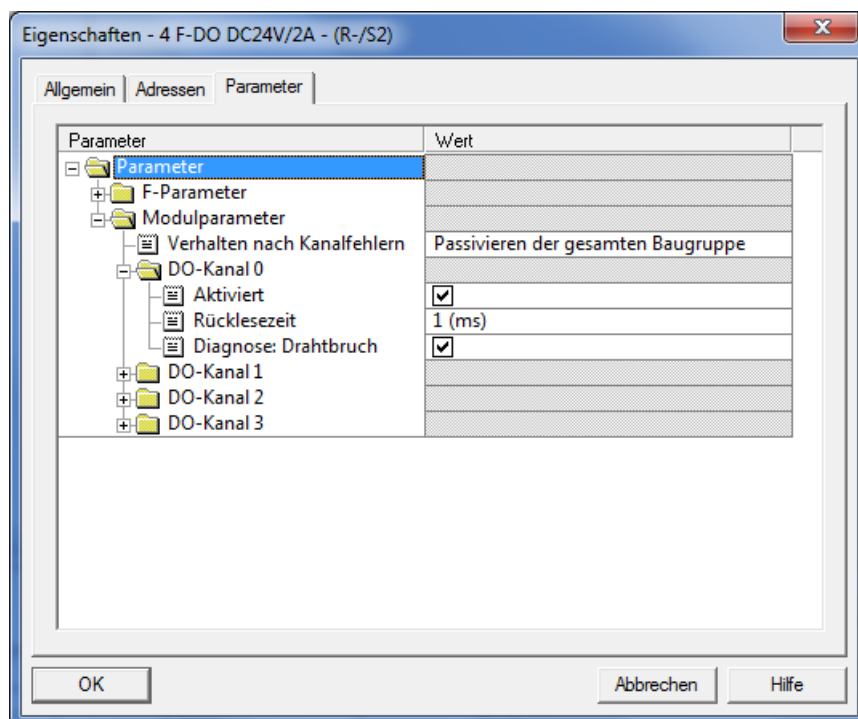 Eigenschaften - 4 F-DO DC24V/2A - (R-/S2)
Allgemein Adressen Parameter
Parameter Wert
Parameter
F-Parameter
Modulparameter
Verhalten nach Kanalfehlern Passivieren der gesamten Baugruppe
DO-Kanal 0
Aktiviert
Rücklesezeit 1 (ms)
Diagnose: Drahtbruch
DO-Kanal 1
DO-Kanal 2
DO-Kanal 3
OK Abbrechen Hilfe